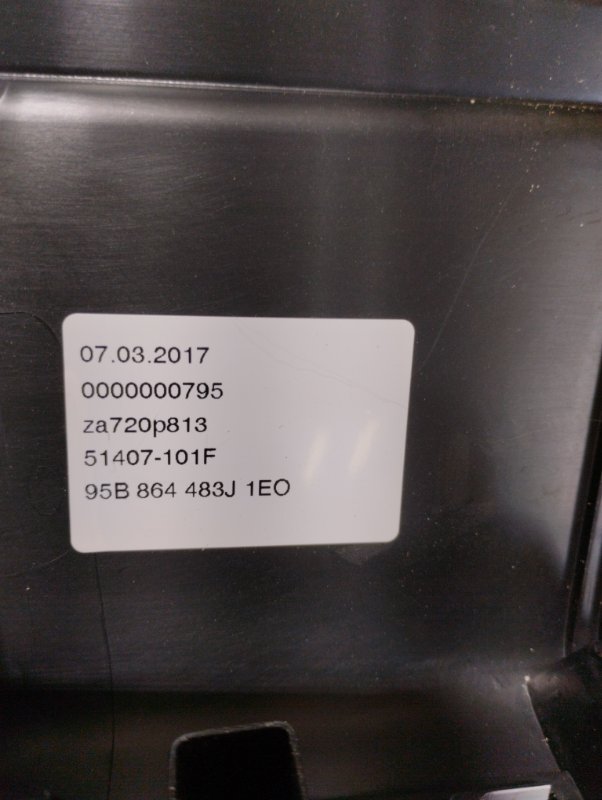 07.03.2017
0000000795
za720p813
51407-101F
95B 864 483J 1EO